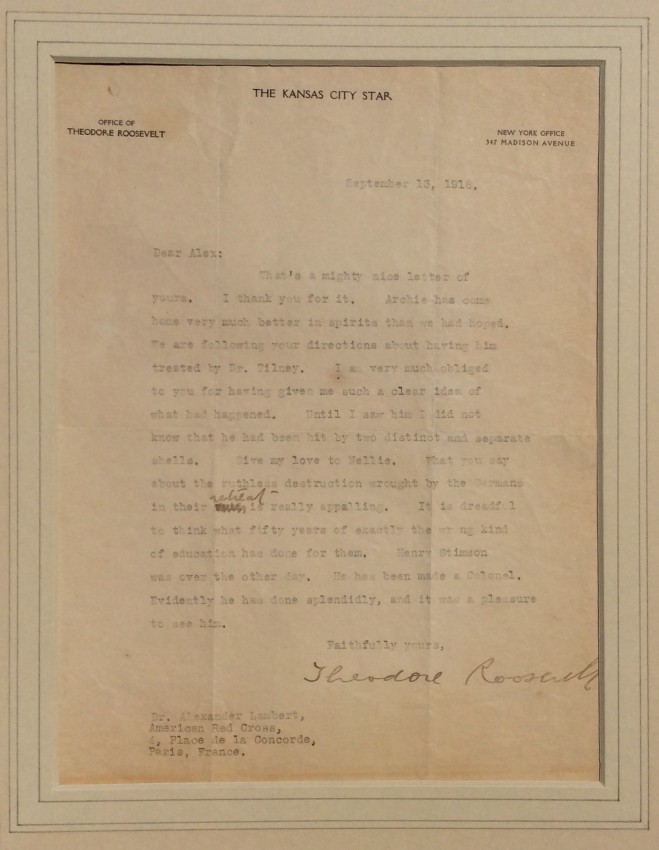 THE KANSAS CITY STAR
OFFICE OF
THEODORE ROOSEVELT
NEW YORK OFFICE
347 MADISON AVENUE
September 13, 1918.
Dear Alex:
That's a mighty nice letter of
yours. I thank you for it. Archie has come
home very much better in spirits than we had hoped.
We are following your directions about having him
treated by Dr. Tilney. I am very much obliged
to you for having given me such a clear idea of
what had happened. Until I saw him I did not
know that he had been hit by two distinct and separate
shells. Give my love to Nellie. What you say
about the ruthless destruction wrought by the Germans
retreat
in their is really appalling. It is dreadful
to think what fifty years of exactly the wrong kind
of education has done for them. Henry Stimson
was over the other day. He has been made a Colonel.
Evidently he has done splendidly, and it was a pleasure
to see him.
Faithfully yours,
Theodore Roosevelt
Dr. Alexander Lambert,
American Red Cross,
4, Place de la Concorde,
Paris, France.